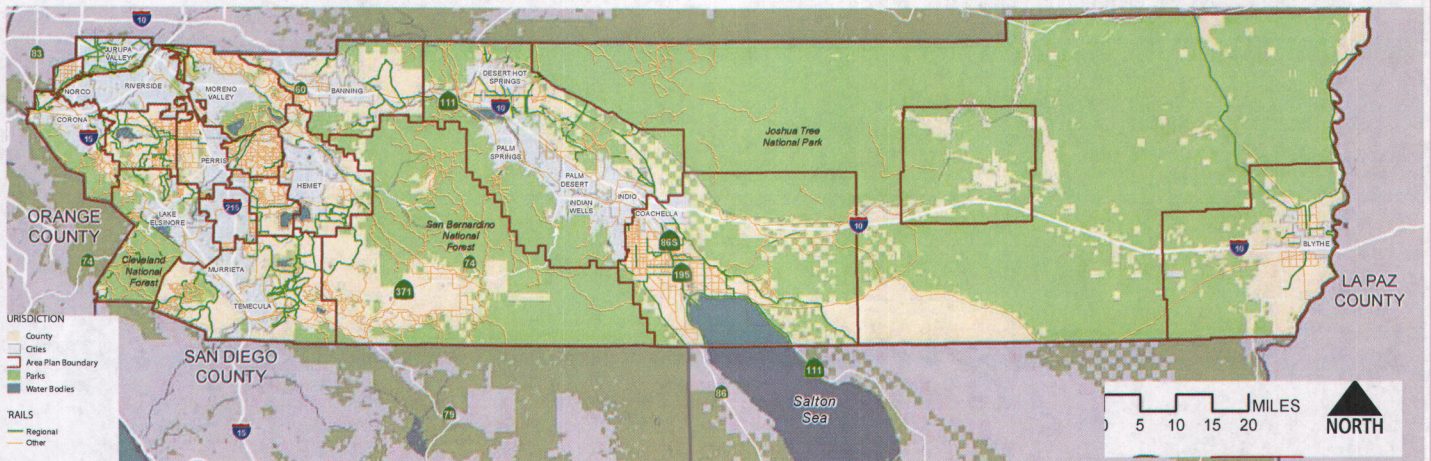 10
83
URUPA
VALLEY
NORCO
RIVERSIDE
MORENO
VALLEY
60
BANNING
111
DESERT HOT
SPRINGS
10
CORONA
15
PERRIS
HEMET
PALM
SPRINGS
PALM
DESERT
INDIAN
WELLS
INDIO
COACHELLA
Joshua Tree
National Park
ORANGE
COUNTY
LAKE
ELSINORE
215
San Bernardino
National
Forest
74
86S
195
10
10
BLYTHE
74
Cleveland
National
Forest
MURRIETA
TEMECULA
371
LA PAZ
COUNTY
URISDICTION
County
Cities
Area Plan Boundary
Parks
Water Bodies
RAILS
Regional
Other
SAN DIEGO
COUNTY
15
79
86
111
Salton
Sea
0 5 10 15 20 MILES
NORTH